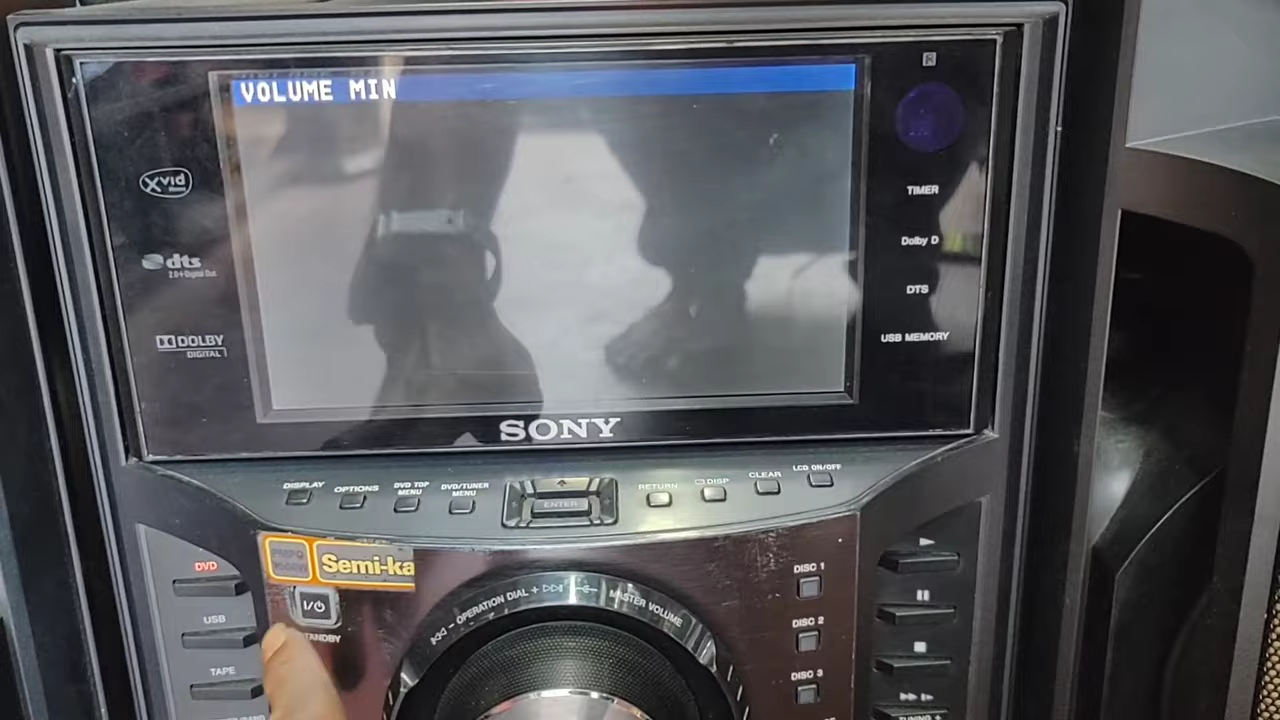 VOLUME MIN
R
XviD
TIMER
Dolby D
dts
2.0+Digital Out
DTS
DOLBY
DIGITAL
USB MEMORY
SONY
DISPLAY
OPTIONS
DVD TOP
MENU
DVD/TUNER
MENU
ENTER
RETURN
DISP
CLEAR
LCD ON/OFF
Semi-ka
DVD
I/⏻
STANDBY
USB
TAPE
OPERATION DIAL +
MASTER VOLUME
DISC 1
DISC 2
DISC 3
TUNING +